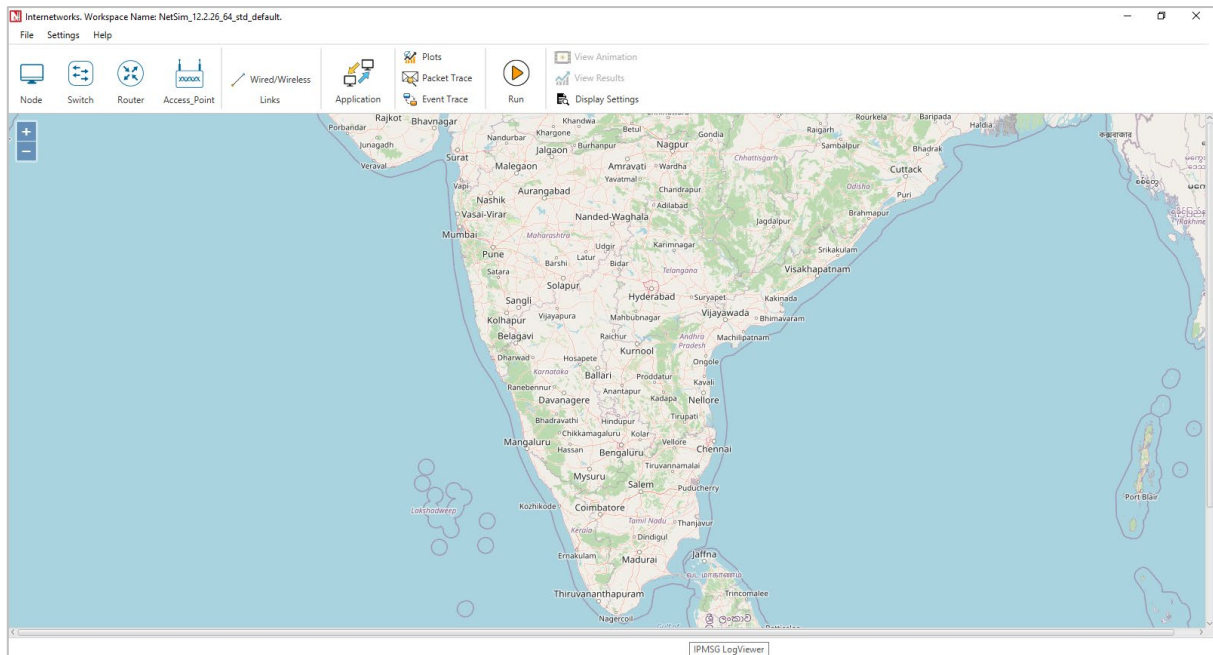 Internetworks. Workspace Name: NetSim_12.2.26_64_std_default.
File Settings Help
Node
Switch
Router
Access_Point
Wired/Wireless
Links
Application
Plots
Packet Trace
Event Trace
Run
View Animation
View Results
Display Settings
+
−
Rajkot
Bhavnagar
Porbandar
Junagadh
Veraval
Surat
Nandurbar
Khargone
Khandwa
Burhanpur
Betul
Nagpur
Gondia
Raigarh
Rourkela
Baripada
Haldia
Sambalpur
Bhadrak
Jalgaon
Malegaon
Amravati
Wardha
Chhattisgarh
Cuttack
Yavatmal
Vapi
Nashik
Aurangabad
Chandrapur
Odisha
Puri
Adilabad
Vasai-Virar
Nanded-Waghala
Jagdalpur
Brahmapur
Mumbai
Maharashtra
Udgir
Karimnagar
Srikakulam
Pune
Latur
Barshi
Bidar
Telangana
Visakhapatnam
Satara
Solapur
Hyderabad
Suryapet
Kakinada
Sangli
Kolhapur
Vijayapura
Mahbubnagar
Vijayawada
Bhimavaram
Belagavi
Raichur
Andhra
Pradesh
Machilipatnam
Kurnool
Dharwad
Hosapete
Ongole
Karnataka
Ballari
Proddatur
Kavali
Ranebennur
Anantapur
Kadapa
Nellore
Davanagere
Bhadravathi
Hindupur
Tirupati
Chikkamagaluru
Kolar
Mangaluru
Hassan
Bengaluru
Vellore
Chennai
Tiruvannamalai
Mysuru
Salem
Puducherry
Kozhikode
Coimbatore
Lakshadweep
Tamil Nadu
Thanjavur
Kerala
Dindigul
Ernakulam
Madurai
Jaffna
Thiruvananthapuram
Trincomalee
Nagercoil
ශ්‍රී ලංකාව
Port Blair
IPMSG LogViewer